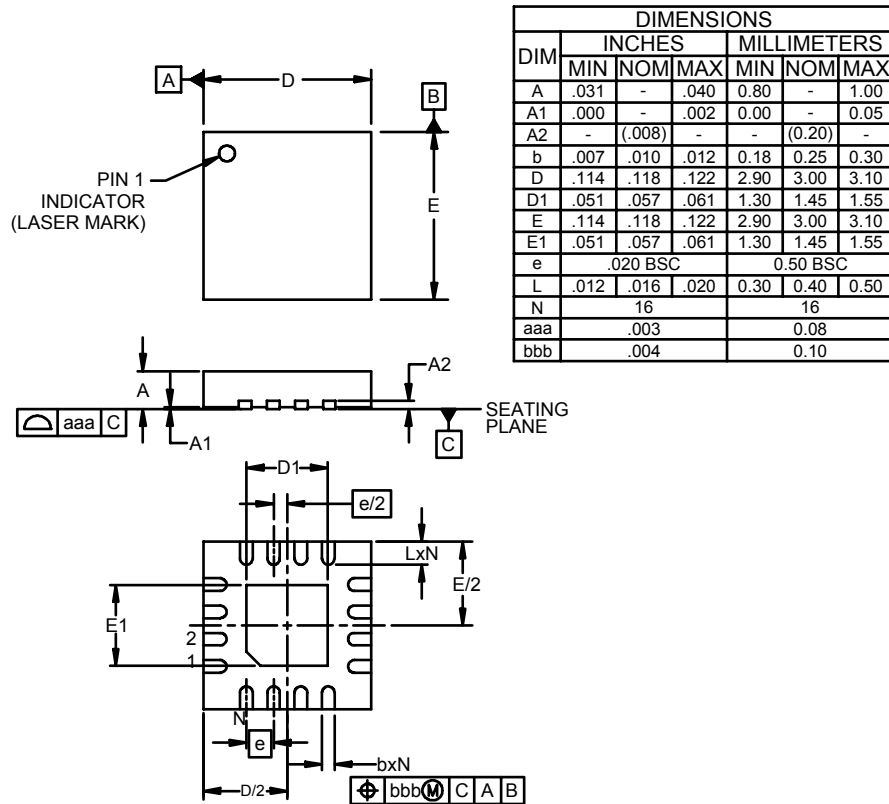 DIMENSIONS
DIM INCHES MILLIMETERS
MIN NOM MAX MIN NOM MAX
A .031 - .040 0.80 - 1.00
A1 .000 - .002 0.00 - 0.05
A2 - (.008) - - (0.20) -
b .007 .010 .012 0.18 0.25 0.30
D .114 .118 .122 2.90 3.00 3.10
D1 .051 .057 .061 1.30 1.45 1.55
E .114 .118 .122 2.90 3.00 3.10
E1 .051 .057 .061 1.30 1.45 1.55
e .020 BSC 0.50 BSC
L .012 .016 .020 0.30 0.40 0.50
N 16 16
aaa .003 0.08
bbb .004 0.10
A
D
B
PIN 1
INDICATOR
(LASER MARK)
E
A
A2
aaa C
A1
SEATING
PLANE
C
D1
e/2
LxN
E/2
E1
2
1
N
e
bxN
D/2
bbb M C A B